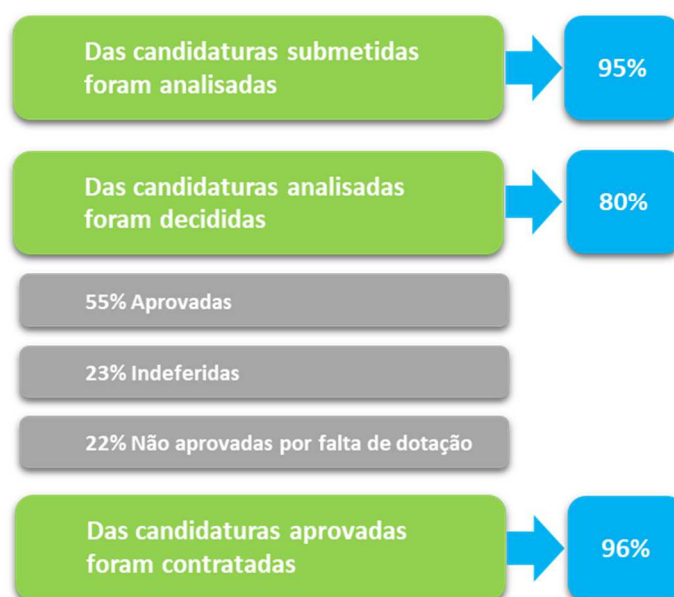 Das candidaturas submetidas
foram analisadas
95%
Das candidaturas analisadas
foram decididas
80%
55% Aprovadas
23% Indeferidas
22% Não aprovadas por falta de dotação
Das candidaturas aprovadas
foram contratadas
96%